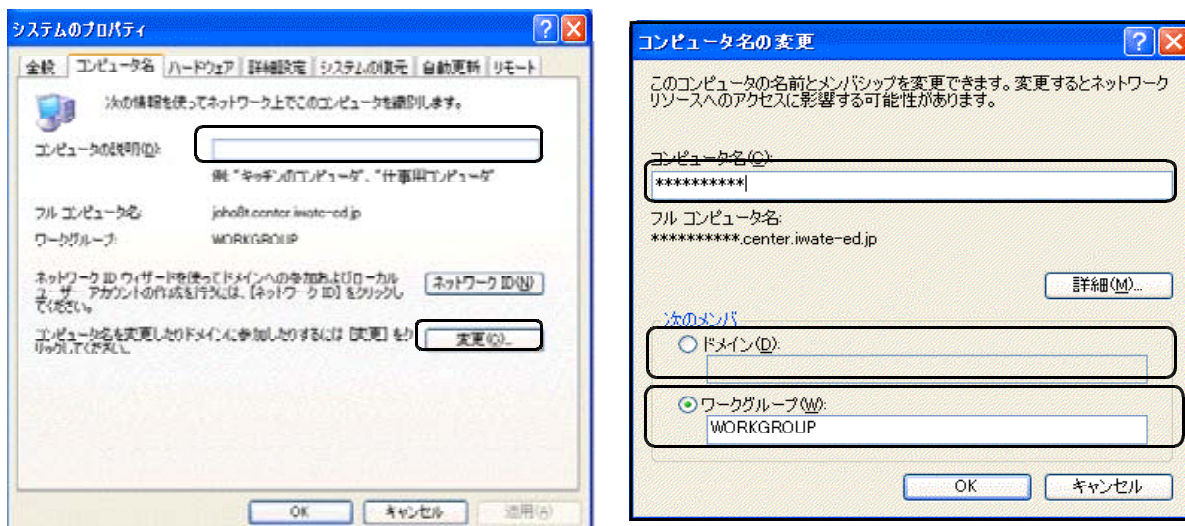 システムのプロパティ
全般 コンピュータ名 ハードウェア 詳細設定 システムの復元 自動更新 リモート
次の情報を使ってネットワーク上でこのコンピュータを識別します。
コンピュータの説明(D):
例: "キッチンのコンピュータ"、"仕事用コンピュータ"
フル コンピュータ名:
.center.iwate-ed.jp
ワークグループ:
WORKGROUP
ネットワーク ID ウィザードを使ってドメインへの参加およびローカル
ユーザー アカウントの作成を行うには、[ネットワーク ID] をクリックし
てください。
ネットワーク ID(N)
コンピュータ名を変更したりドメインに参加したりするには [変更] をク
リックしてください。
変更(C)...
OK
キャンセル
適用(A)
コンピュータ名の変更
このコンピュータの名前とメンバシップを変更できます。変更するとネットワーク
リソースへのアクセスに影響する可能性があります。
コンピュータ名(C):
**********
フル コンピュータ名:
**********.center.iwate-ed.jp
詳細(M)...
次のメンバ
ドメイン(D):
ワークグループ(W):
WORKGROUP
OK
キャンセル